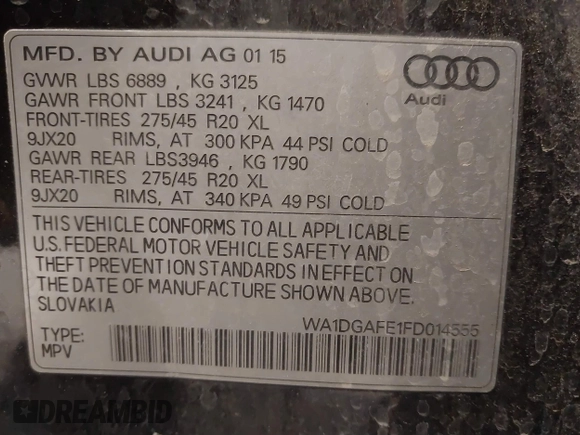 MFD. BY AUDI AG 01 15
GVWR LBS 6889 , KG 3125
GAWR FRONT LBS 3241 , KG 1470
FRONT-TIRES 275/45 R20 XL
9JX20 RIMS, AT 300 KPA 44 PSI COLD
GAWR REAR LBS3946 , KG 1790
REAR-TIRES 275/45 R20 XL
9JX20 RIMS, AT 340 KPA 49 PSI COLD
Audi
THIS VEHICLE CONFORMS TO ALL APPLICABLE
U.S. FEDERAL MOTOR VEHICLE SAFETY AND
THEFT PREVENTION STANDARDS IN EFFECT ON
THE DATE OF MANUFACTURE SHOWN ABOVE.
SLOVAKIA
WA1DGAFE1FD014555
TYPE:
MPV
DREAMBID